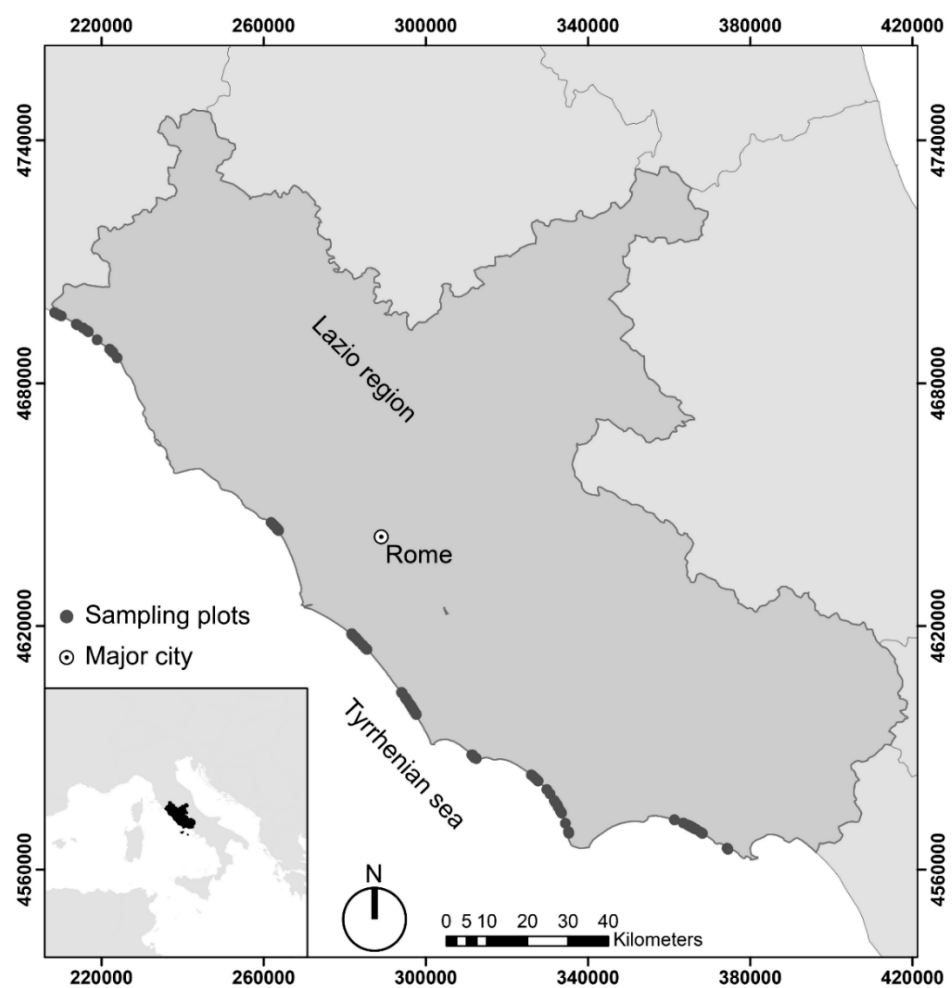 220000 260000 300000 340000 380000 420000
4740000 4740000
4680000 4680000
Lazio region
Rome
4620000 4620000
Sampling plots
Major city
Tyrrhenian sea
4560000 4560000
N
0 5 10 20 30 40
Kilometers
220000 260000 300000 340000 380000 420000